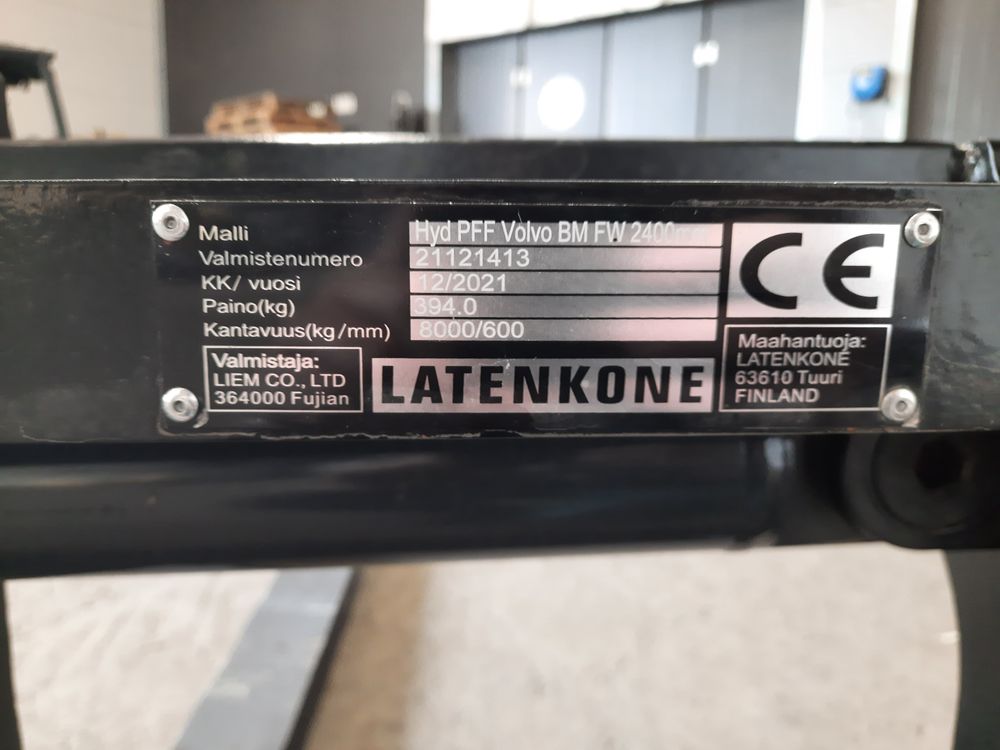 Malli Hyd PFF Volvo BM FW 2400mm
Valmistenumero 21121413
KK/ vuosi 12/2021
Paino(kg) 394.0
Kantavuus(kg/mm) 8000/600
CE
Valmistaja:
LIEM CO., LTD
364000 Fujian
LATENKONE
Maahantuoja:
LATENKONE
63610 Tuuri
FINLAND